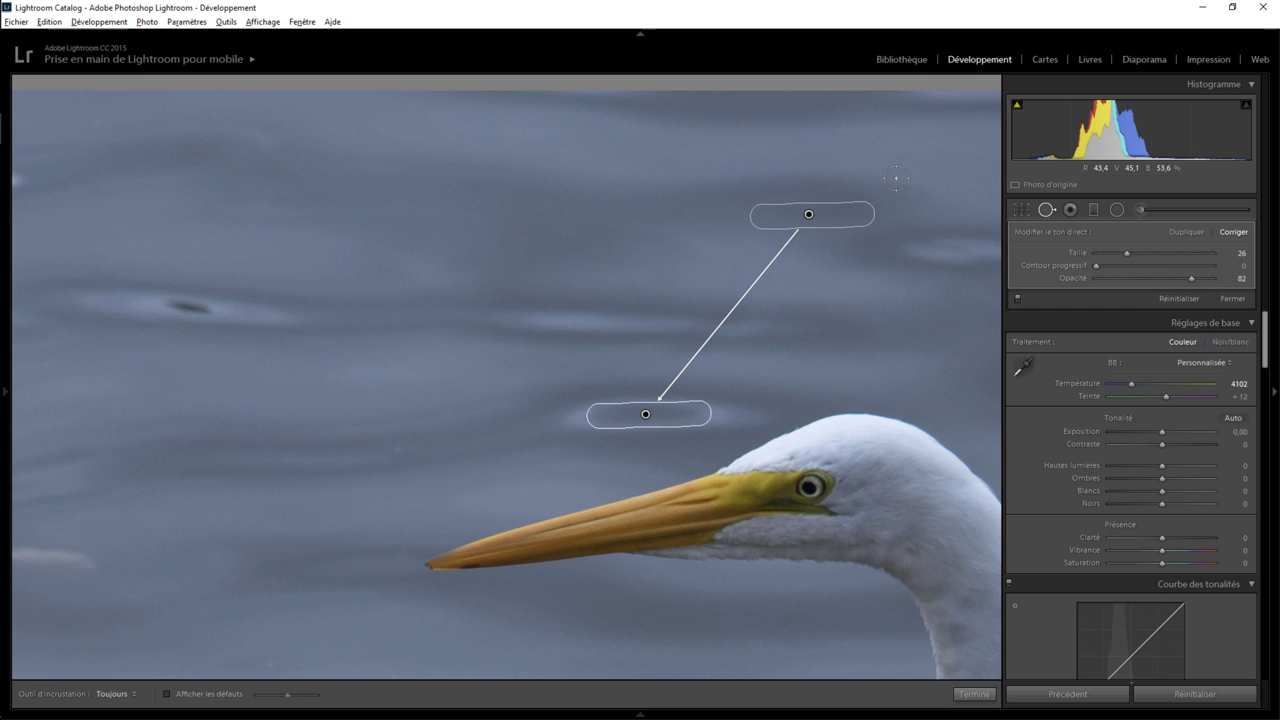 Lightroom Catalog - Adobe Photoshop Lightroom - Développement
Fichier Edition Développement Photo Paramètres Outils Affichage Fenêtre Aide
Lr
Adobe Lightroom CC 2015
Prise en main de Lightroom pour mobile
Bibliothèque | Développement | Cartes | Livres | Diaporama | Impression | Web
Histogramme
R 43,4 V 45,1 B 53,6 %
Photo d'origine
Modifier le ton direct : Dupliquer Corriger
Taille 26
Contour progressif 0
Opacité 82
Réinitialiser Fermer
Réglages de base
Traitement : Couleur | Noir/blanc
BB : Personnalisée
Température 4102
Teinte + 12
Tonalité Auto
Exposition 0,00
Contraste 0
Hautes lumières 0
Ombres 0
Blancs 0
Noirs 0
Présence
Clarté 0
Vibrance 0
Saturation 0
Courbe des tonalités
Outil d'incrustation : Toujours Afficher les défauts Terminé
Précédent Réinitialiser